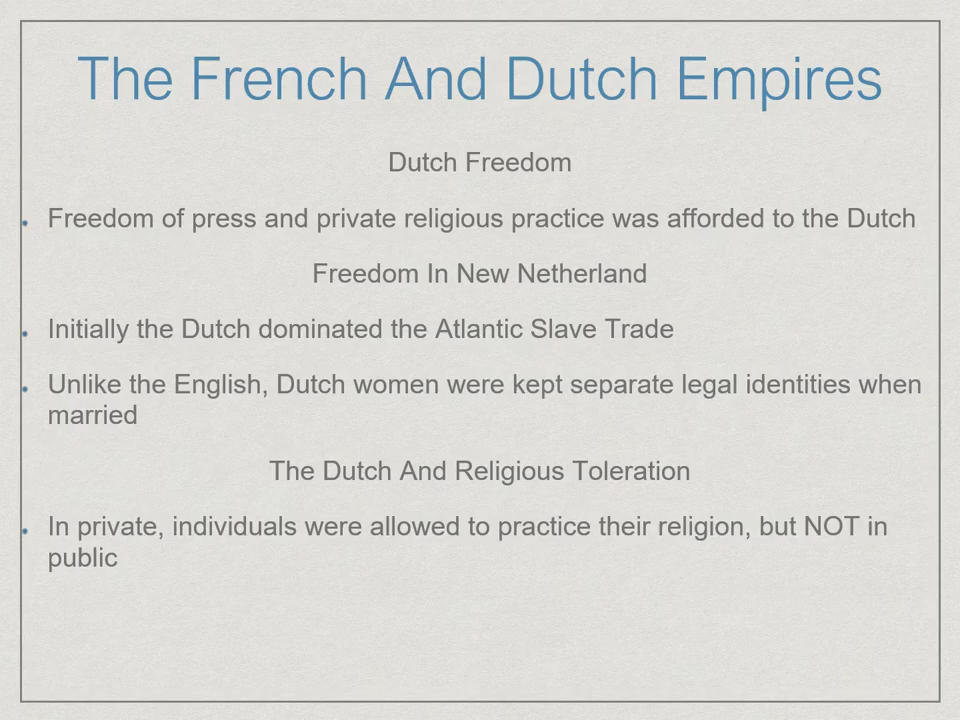 The French And Dutch Empires
Dutch Freedom
Freedom of press and private religious practice was afforded to the Dutch
Freedom In New Netherland
Initially the Dutch dominated the Atlantic Slave Trade
Unlike the English, Dutch women were kept separate legal identities when
married
The Dutch And Religious Toleration
In private, individuals were allowed to practice their religion, but NOT in
public